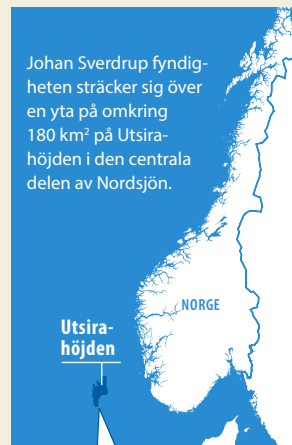 Johan Sverdrup fyndig-
heten sträcker sig över
en yta på omkring
180 km² på Utsira-
höjden i den centrala
delen av Nordsjön.
NORGE
Utsira-
höjden